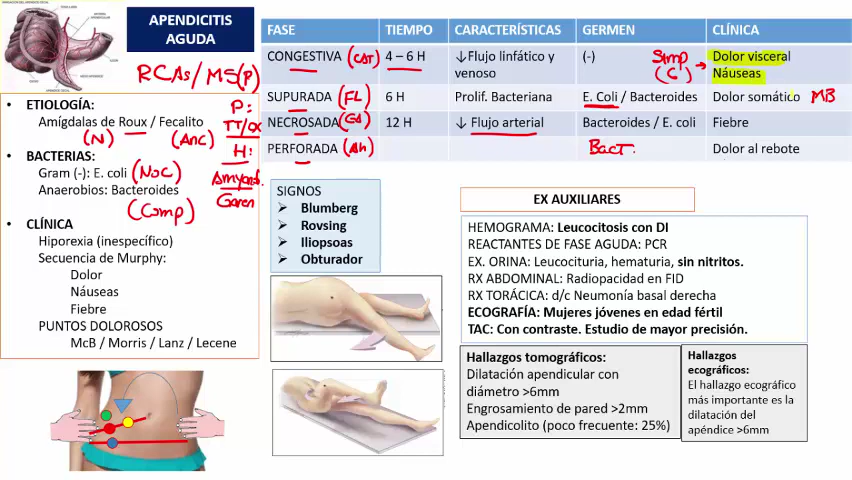 APENDICITIS
AGUDA
RCAs / MS(P)
P:
H:
ETIOLOGÍA:
Amígdalas de Roux / Fecalito
(N)
BACTERIAS:
Gram (-): E. coli (NoC)
Anaerobios: Bacteroides
(Comp)
CLÍNICA
Hiporexia (inespecífico)
Secuencia de Murphy:
Dolor
Náuseas
Fiebre
PUNTOS DOLOROSOS
McB / Morris / Lanz / Lecene
FASE TIEMPO CARACTERÍSTICAS GERMEN CLÍNICA
CONGESTIVA (CAT) 4 – 6 H ↓Flujo linfático y venoso (-) Simp (C) → Dolor visceral Náuseas
SUPURADA (FL) 6 H Prolif. Bacteriana E. Coli / Bacteroides Dolor somático MB
NECROSADA 12 H ↓ Flujo arterial Bacteroides / E. coli Fiebre
PERFORADA Bact. Dolor al rebote
SIGNOS
Blumberg
Rovsing
Iliopsoas
Obturador
EX AUXILIARES
HEMOGRAMA: Leucocitosis con DI
REACTANTES DE FASE AGUDA: PCR
EX. ORINA: Leucocituria, hematuria, sin nitritos.
RX ABDOMINAL: Radiopacidad en FID
RX TORÁCICA: d/c Neumonía basal derecha
ECOGRAFÍA: Mujeres jóvenes en edad fértil
TAC: Con contraste. Estudio de mayor precisión.
Hallazgos tomográficos:
Dilatación apendicular con
diámetro >6mm
Engrosamiento de pared >2mm
Apendicolito (poco frecuente: 25%)
Hallazgos
ecográficos:
El hallazgo ecográfico
más importante es la
dilatación del
apéndice >6mm